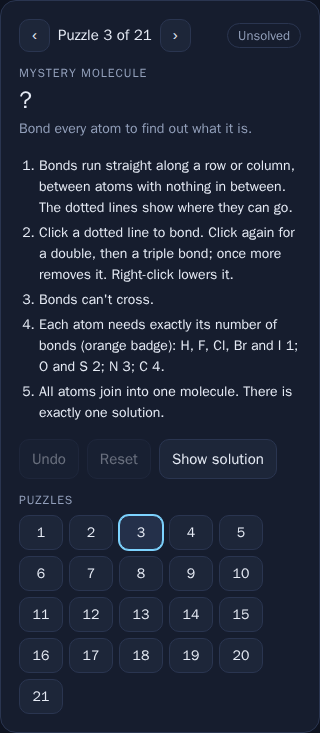 ‹ Puzzle 3 of 21 › Unsolved
MYSTERY MOLECULE
?
Bond every atom to find out what it is.
1. Bonds run straight along a row or column,
between atoms with nothing in between.
The dotted lines show where they can go.
2. Click a dotted line to bond. Click again for
a double, then a triple bond; once more
removes it. Right-click lowers it.
3. Bonds can't cross.
4. Each atom needs exactly its number of
bonds (orange badge): H, F, Cl, Br and I 1;
O and S 2; N 3; C 4.
5. All atoms join into one molecule. There is
exactly one solution.
Undo Reset Show solution
PUZZLES
1 2 3 4 5
6 7 8 9 10
11 12 13 14 15
16 17 18 19 20
21